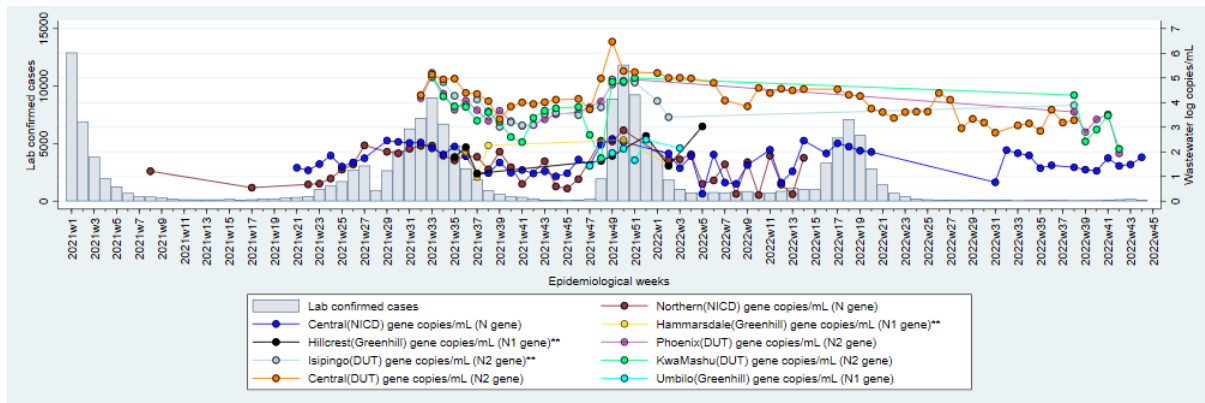 15000
10000
5000
0
Lab confirmed cases
7
6
5
4
3
2
1
0
Wastewater log copies/mL
2021w1
2021w3
2021w5
2021w7
2021w9
2021w11
2021w13
2021w15
2021w17
2021w19
2021w21
2021w23
2021w25
2021w27
2021w29
2021w31
2021w33
2021w35
2021w37
2021w39
2021w41
2021w43
2021w45
2021w47
2021w49
2021w51
2022w1
2022w3
2022w5
2022w7
2022w9
2022w11
2022w13
2022w15
2022w17
2022w19
2022w21
2022w23
2022w25
2022w27
2022w29
2022w31
2022w33
2022w35
2022w37
2022w39
2022w41
2022w43
2022w45
Epidemiological weeks
Lab confirmed cases
Northern(NICD) gene copies/mL (N gene)
Central(NICD) gene copies/mL (N gene)
Hammarsdale(Greenhill) gene copies/mL (N1 gene)**
Hillcrest(Greenhill) gene copies/mL (N1 gene)**
Phoenix(DUT) gene copies/mL (N2 gene)
Isipingo(DUT) gene copies/mL (N2 gene)**
KwaMashu(DUT) gene copies/mL (N2 gene)
Central(DUT) gene copies/mL (N2 gene)
Umbilo(Greenhill) gene copies/mL (N1 gene)